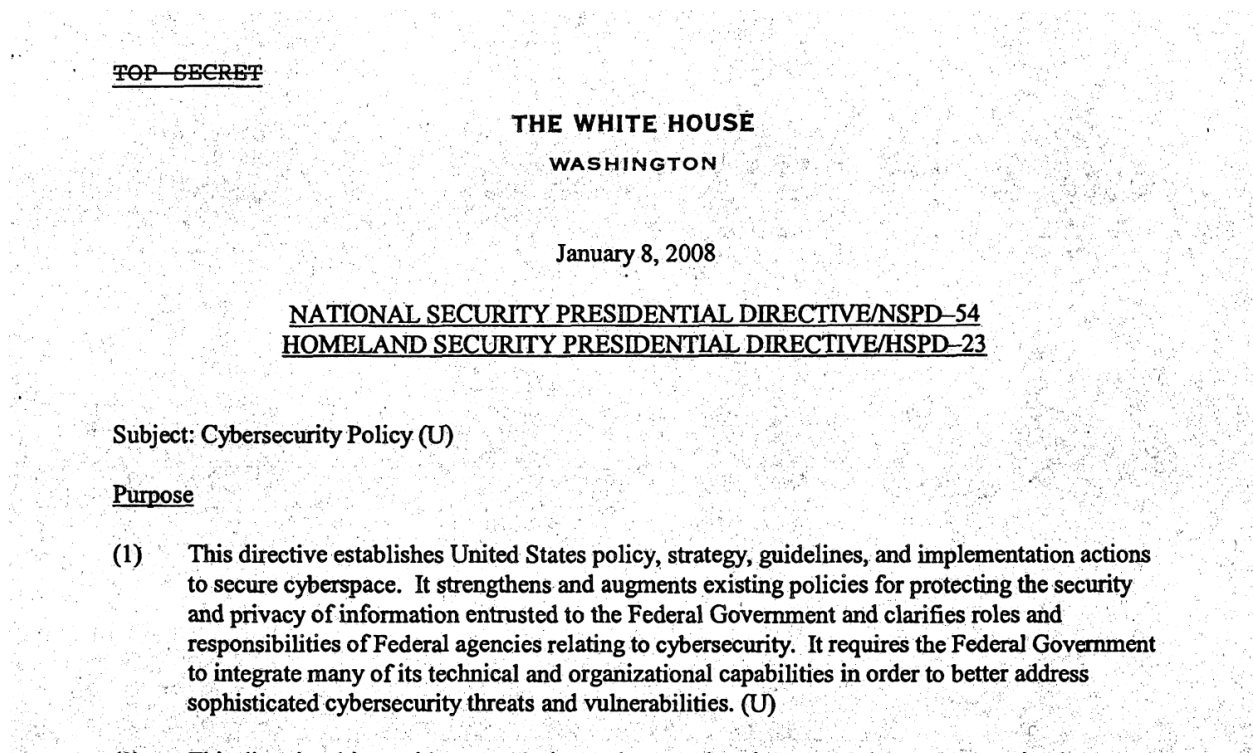 TOP SECRET
THE WHITE HOUSE
WASHINGTON
January 8, 2008
NATIONAL SECURITY PRESIDENTIAL DIRECTIVE/NSPD–54
HOMELAND SECURITY PRESIDENTIAL DIRECTIVE/HSPD–23
Subject: Cybersecurity Policy (U)
Purpose
(1) This directive establishes United States policy, strategy, guidelines, and implementation actions
to secure cyberspace. It strengthens and augments existing policies for protecting the security
and privacy of information entrusted to the Federal Government and clarifies roles and
responsibilities of Federal agencies relating to cybersecurity. It requires the Federal Government
to integrate many of its technical and organizational capabilities in order to better address
sophisticated cybersecurity threats and vulnerabilities. (U)